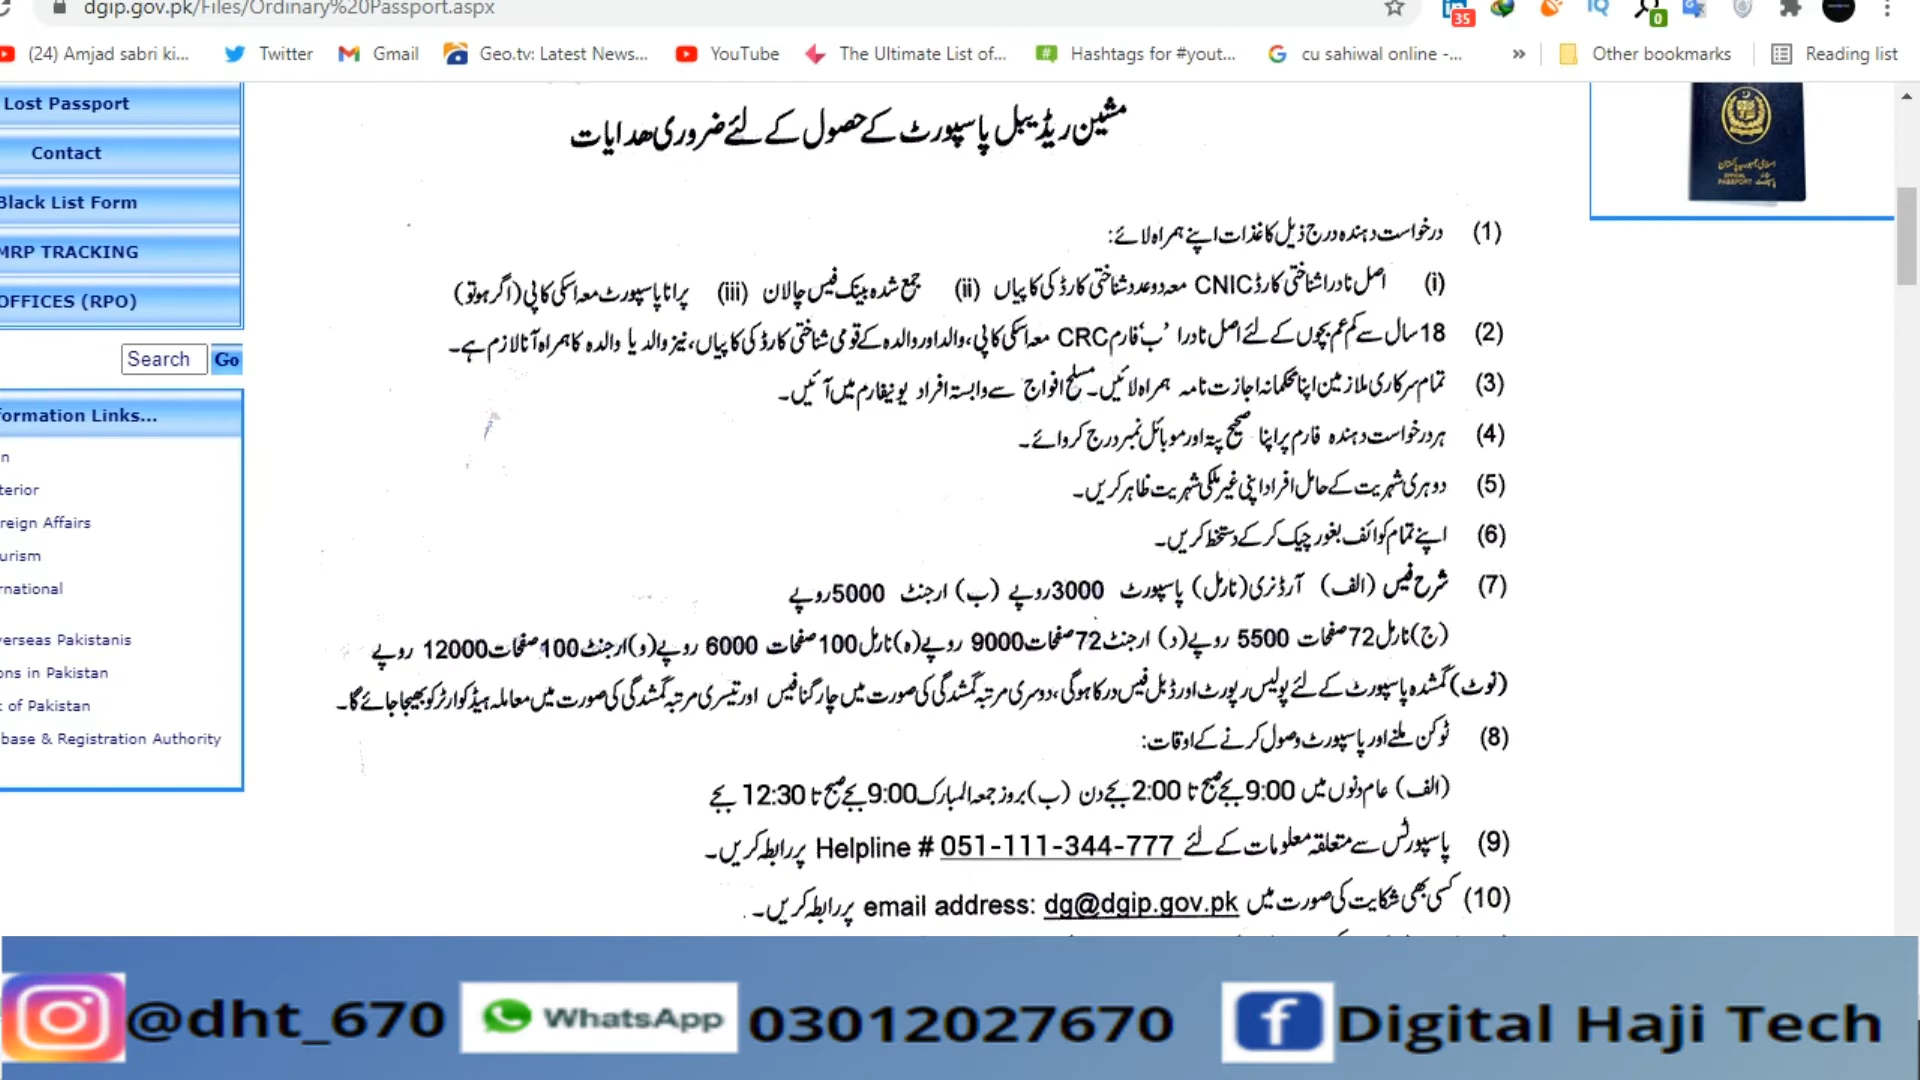 dgip.gov.pk/Files/Ordinary%20Passport.aspx
35
0
(24) Amjad sabri ki...
Twitter
Gmail
Geo.tv: Latest News...
YouTube
The Ultimate List of...
Hashtags for #yout...
cu sahiwal online -...
»
Other bookmarks
Reading list
Lost Passport
Contact
Black List Form
MRP TRACKING
OFFICES (RPO)
Search Go
formation Links...
n
terior
reign Affairs
urism
rnational
verseas Pakistanis
ons in Pakistan
of Pakistan
base & Registration Authority
مشین ریڈیبل پاسپورٹ کے حصول کے لئے ضروری ھدایات
(1) درخواست دہندہ درج ذیل کاغذات اپنے ہمراہ لائے:
(i) اصل نادرا شناختی کارڈ CNIC معہ دو عدد شناختی کارڈ کی کاپیاں (ii) جمع شدہ بینک فیس چالان (iii) پرانا پاسپورٹ معہ اسکی کاپی (اگر ہو تو)
(2) 18 سال سے کم عمر بچوں کے لئے اصل نادرا 'ب' فارم CRC معہ اسکی کاپی، والد اور والدہ کے قومی شناختی کارڈ کی کاپیاں، نیز والد یا والدہ کا ہمراہ آنا لازم ہے۔
(3) تمام سرکاری ملازمین اپنا محکمانہ اجازت نامہ ہمراہ لائیں۔ مسلح افواج سے وابستہ افراد یونیفارم میں آئیں۔
(4) ہر درخواست دہندہ فارم پر اپنا صحیح پتہ اور موبائل نمبر درج کروائے۔
(5) دوہری شہریت کے حامل افراد اپنی غیر ملکی شہریت ظاہر کریں۔
(6) اپنے تمام کوائف بغور چیک کر کے دستخط کریں۔
(7) شرح فیس (الف) آرڈنری (نارمل) پاسپورٹ 3000 روپے (ب) ارجنٹ 5000 روپے
(ج) نارمل 72 صفحات 5500 روپے (د) ارجنٹ 72 صفحات 9000 روپے (ہ) نارمل 100 صفحات 6000 روپے (و) ارجنٹ 100 صفحات 12000 روپے
(نوٹ) گمشدہ پاسپورٹ کے لئے پولیس رپورٹ اور ڈبل فیس درکار ہوگی، دوسری مرتبہ گمشدگی کی صورت میں چار گنا فیس اور تیسری مرتبہ گمشدگی کی صورت میں معاملہ ہیڈ کوارٹر کو بھیجا جائے گا۔
(8) ٹوکن ملنے اور پاسپورٹ وصول کرنے کے اوقات:
(الف) عام دنوں میں 9:00 بجے صبح تا 2:00 بجے دن (ب) بروز جمعہ المبارک 9:00 بجے صبح تا 12:30 بجے
(9) پاسپورٹس سے متعلقہ معلومات کے لئے Helpline # 051-111-344-777 پر رابطہ کریں۔
(10) کسی بھی شکایت کی صورت میں email address: dg@dgip.gov.pk پر رابطہ کریں۔
@dht_670 WhatsApp 03012027670 f Digital Haji Tech